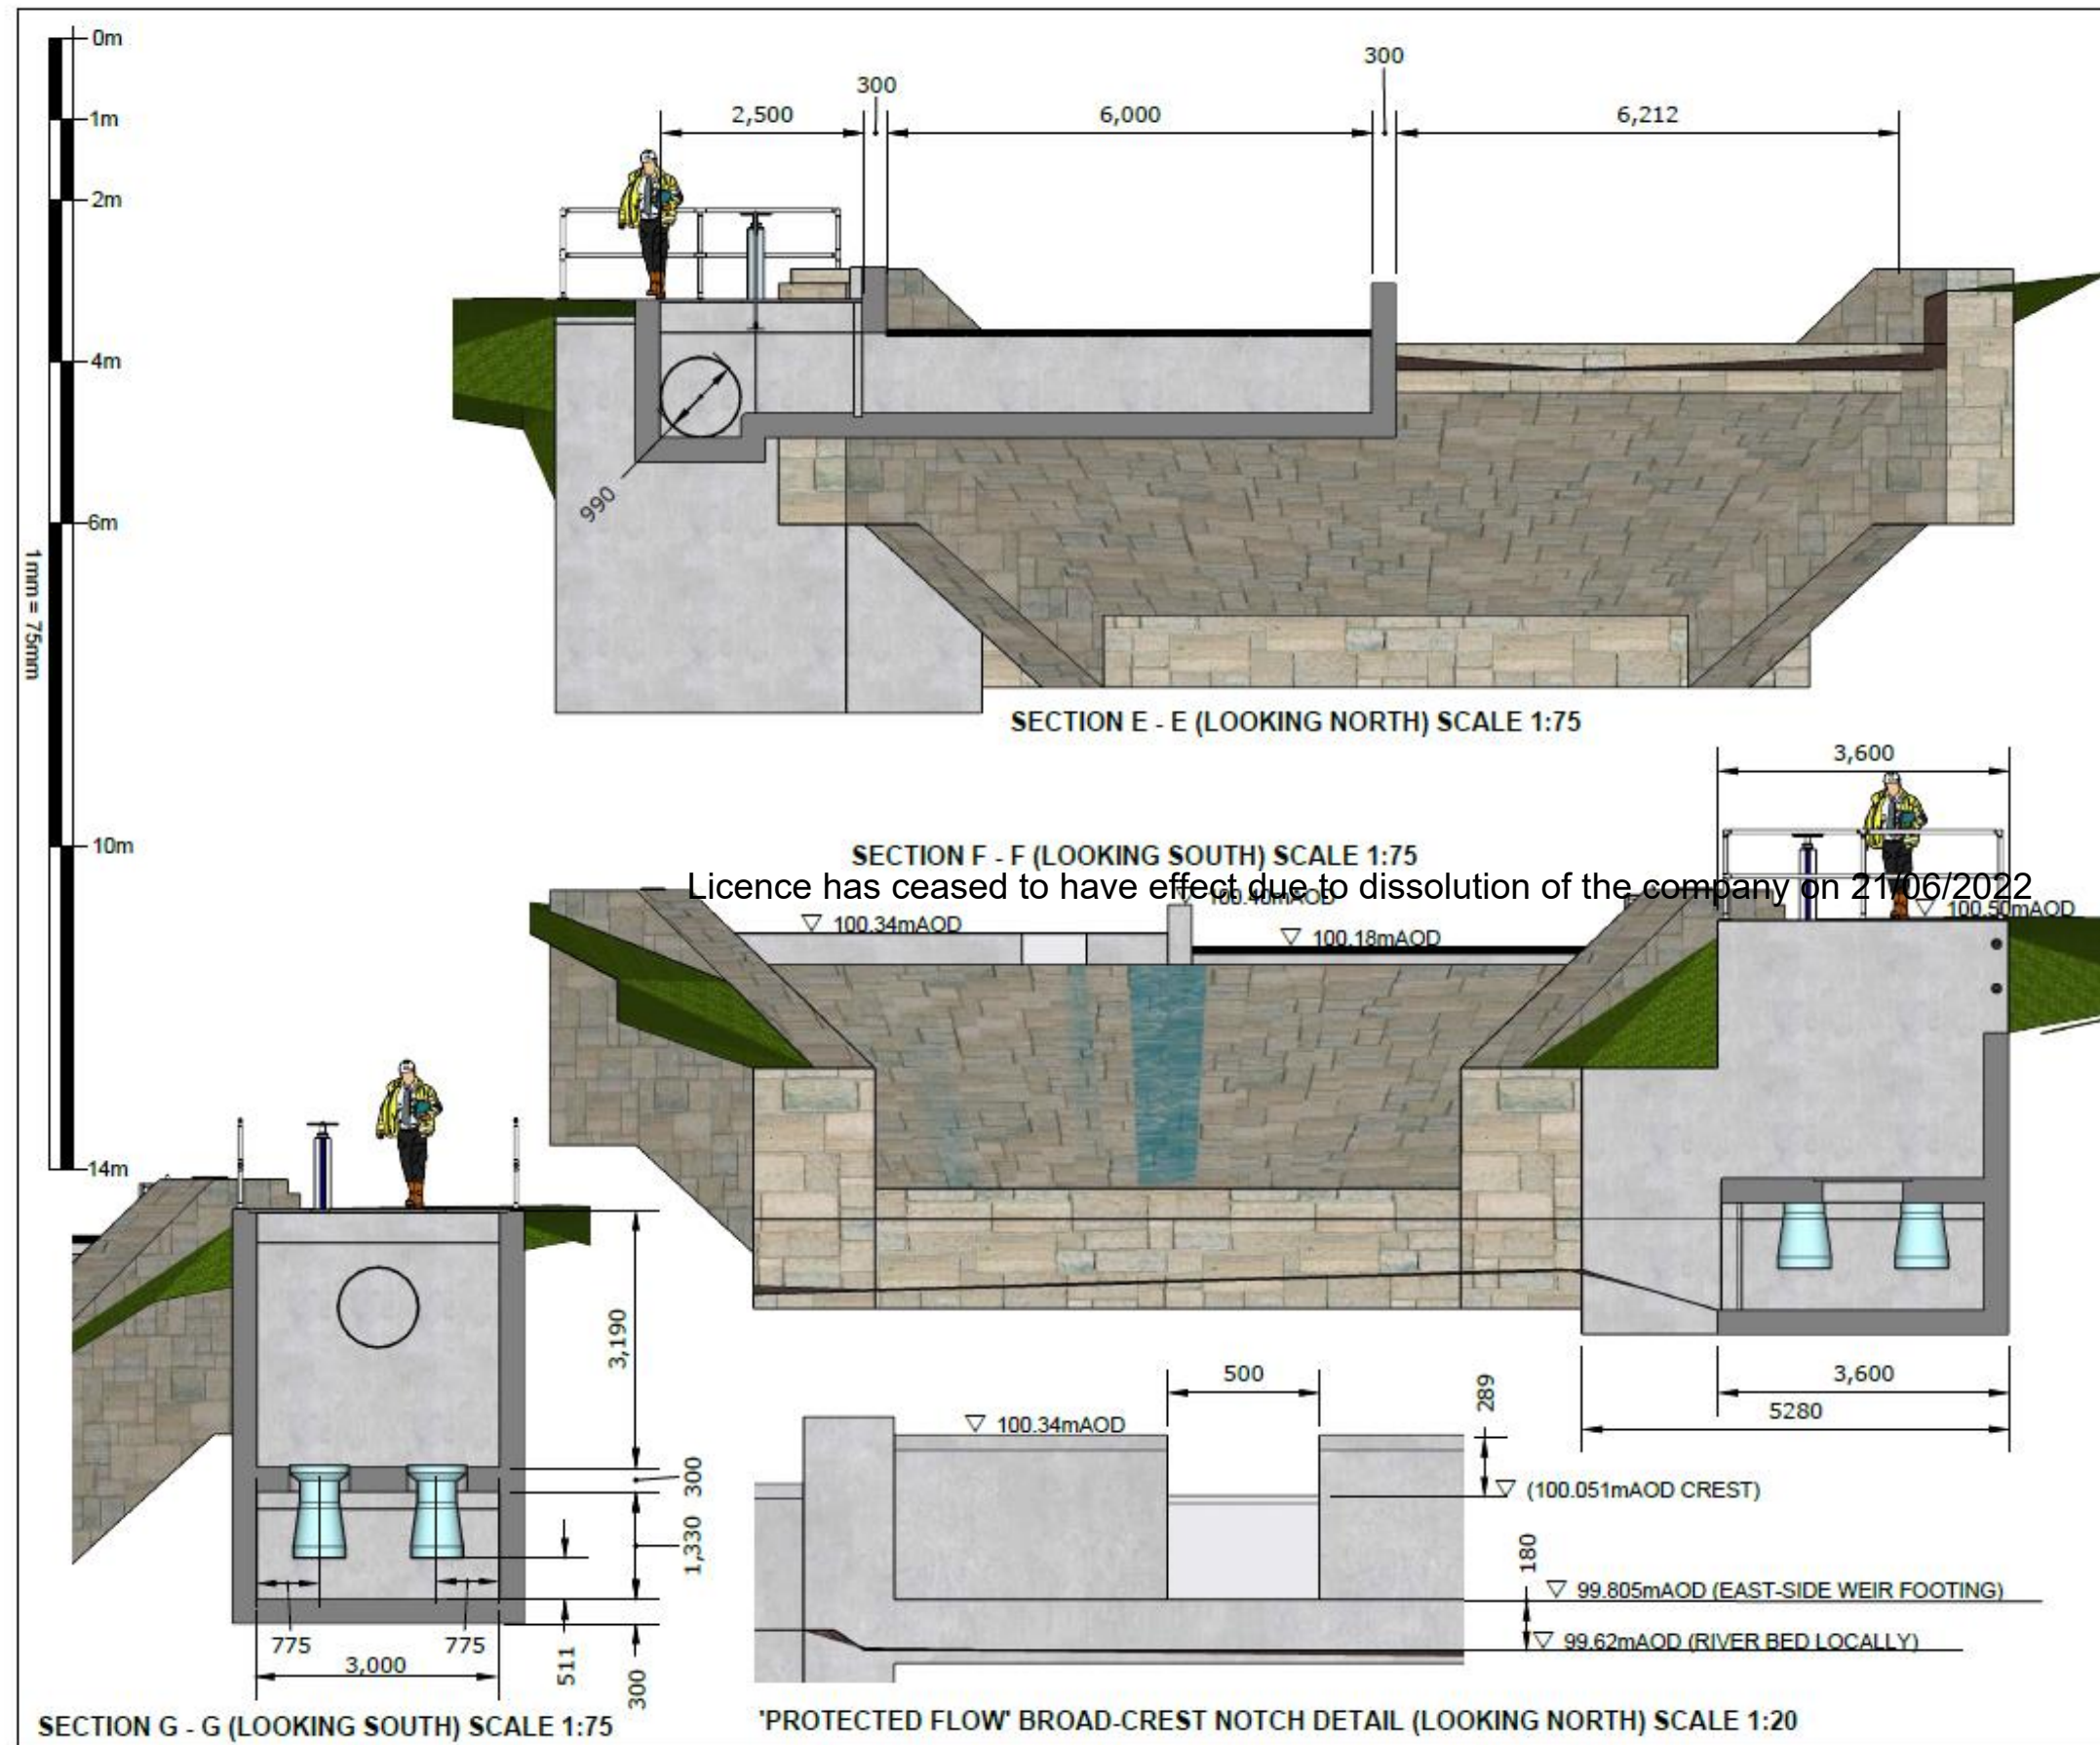 0m
1m
2m
4m
6m
10m
14m
1mm = 75mm
300
300
2,500
6,000
6,212
990
SECTION E - E (LOOKING NORTH) SCALE 1:75
3,600
SECTION F - F (LOOKING SOUTH) SCALE 1:75
Licence has ceased to have effect due to dissolution of the company on 21/06/2022
100.40mAOD
100.50mAOD
100.34mAOD
100.18mAOD
3,190
300
1,330
511
300
775
775
3,000
SECTION G - G (LOOKING SOUTH) SCALE 1:75
3,600
5280
500
289
100.34mAOD
(100.051mAOD CREST)
180
99.805mAOD (EAST-SIDE WEIR FOOTING)
99.62mAOD (RIVER BED LOCALLY)
'PROTECTED FLOW' BROAD-CREST NOTCH DETAIL (LOOKING NORTH) SCALE 1:20